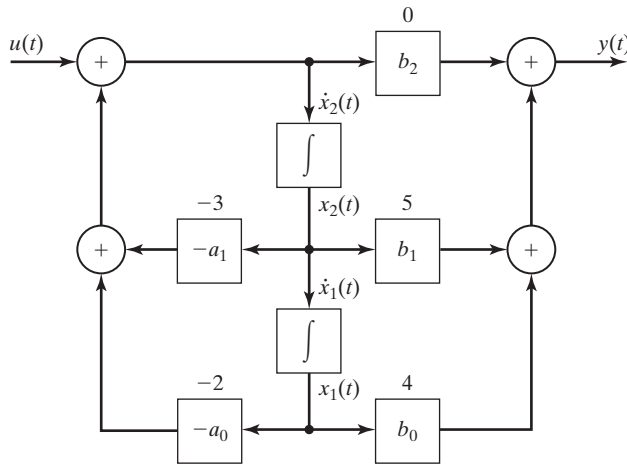 0
u(t)
+
b₂
+
y(t)
ẋ₂(t)
∫
x₂(t)
−3
5
+
−a₁
b₁
+
ẋ₁(t)
∫
x₁(t)
−2
4
−a₀
b₀